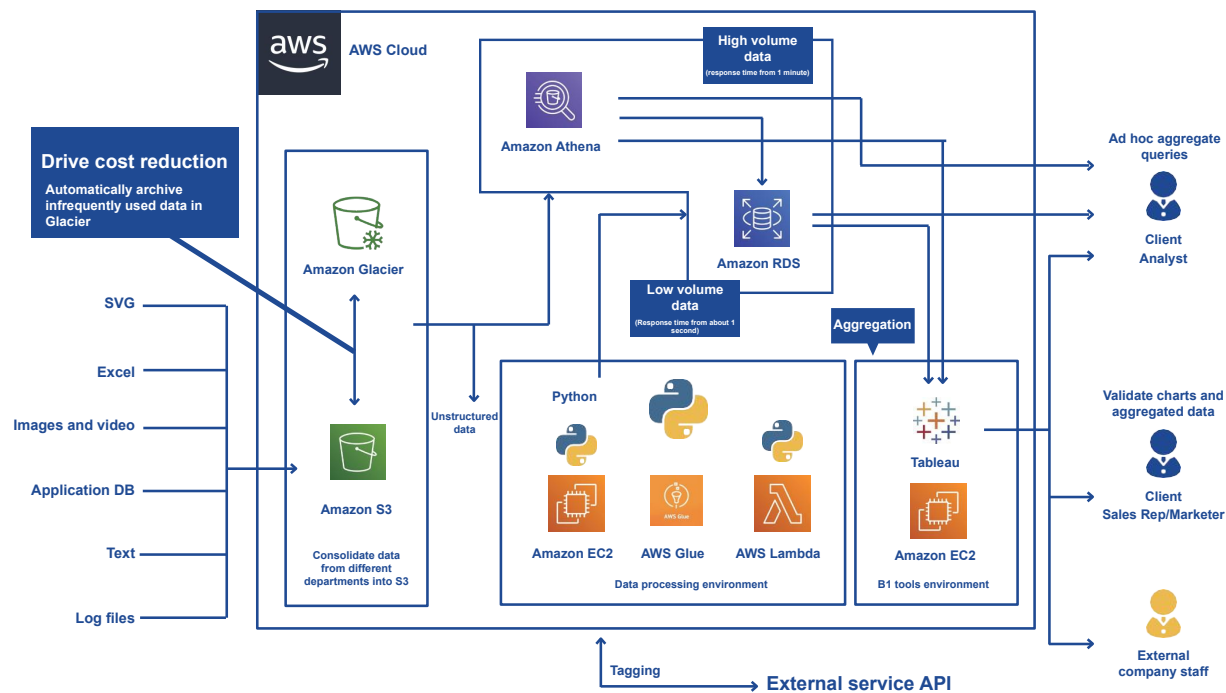 aws
AWS Cloud
High volume
data
(response time from 1 minute)
Amazon Athena
Drive cost reduction
Automatically archive
infrequently used data in
Glacier
Ad hoc aggregate
queries
Client
Analyst
Amazon Glacier
Amazon RDS
Low volume
data
(Response time from about 1
second)
Aggregation
SVG
Excel
Images and video
Application DB
Text
Log files
Amazon S3
Consolidate data
from different
departments into S3
Unstructured
data
Python
Amazon EC2
AWS Glue
AWS Glue
AWS Lambda
Data processing environment
Tableau
Amazon EC2
B1 tools environment
Validate charts and
aggregated data
Client
Sales Rep/Marketer
External
company staff
Tagging
External service API